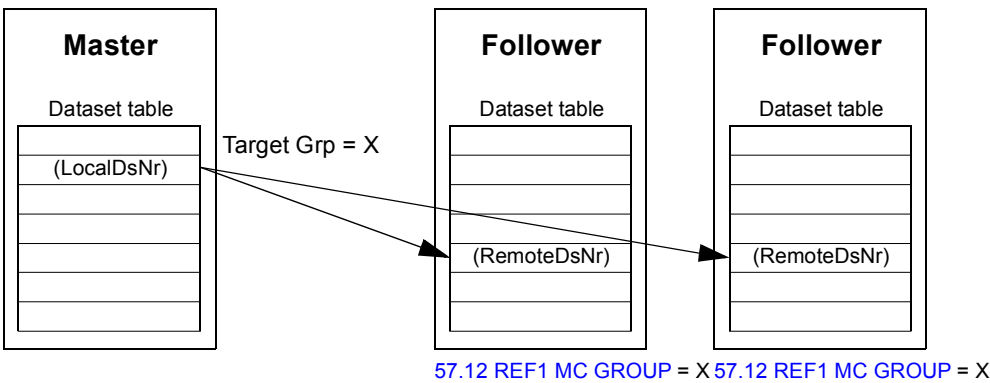 Master
Follower
Follower
Dataset table
Dataset table
Dataset table
Target Grp = X
(LocalDsNr)
(RemoteDsNr)
(RemoteDsNr)
57.12 REF1 MC GROUP = X
57.12 REF1 MC GROUP = X